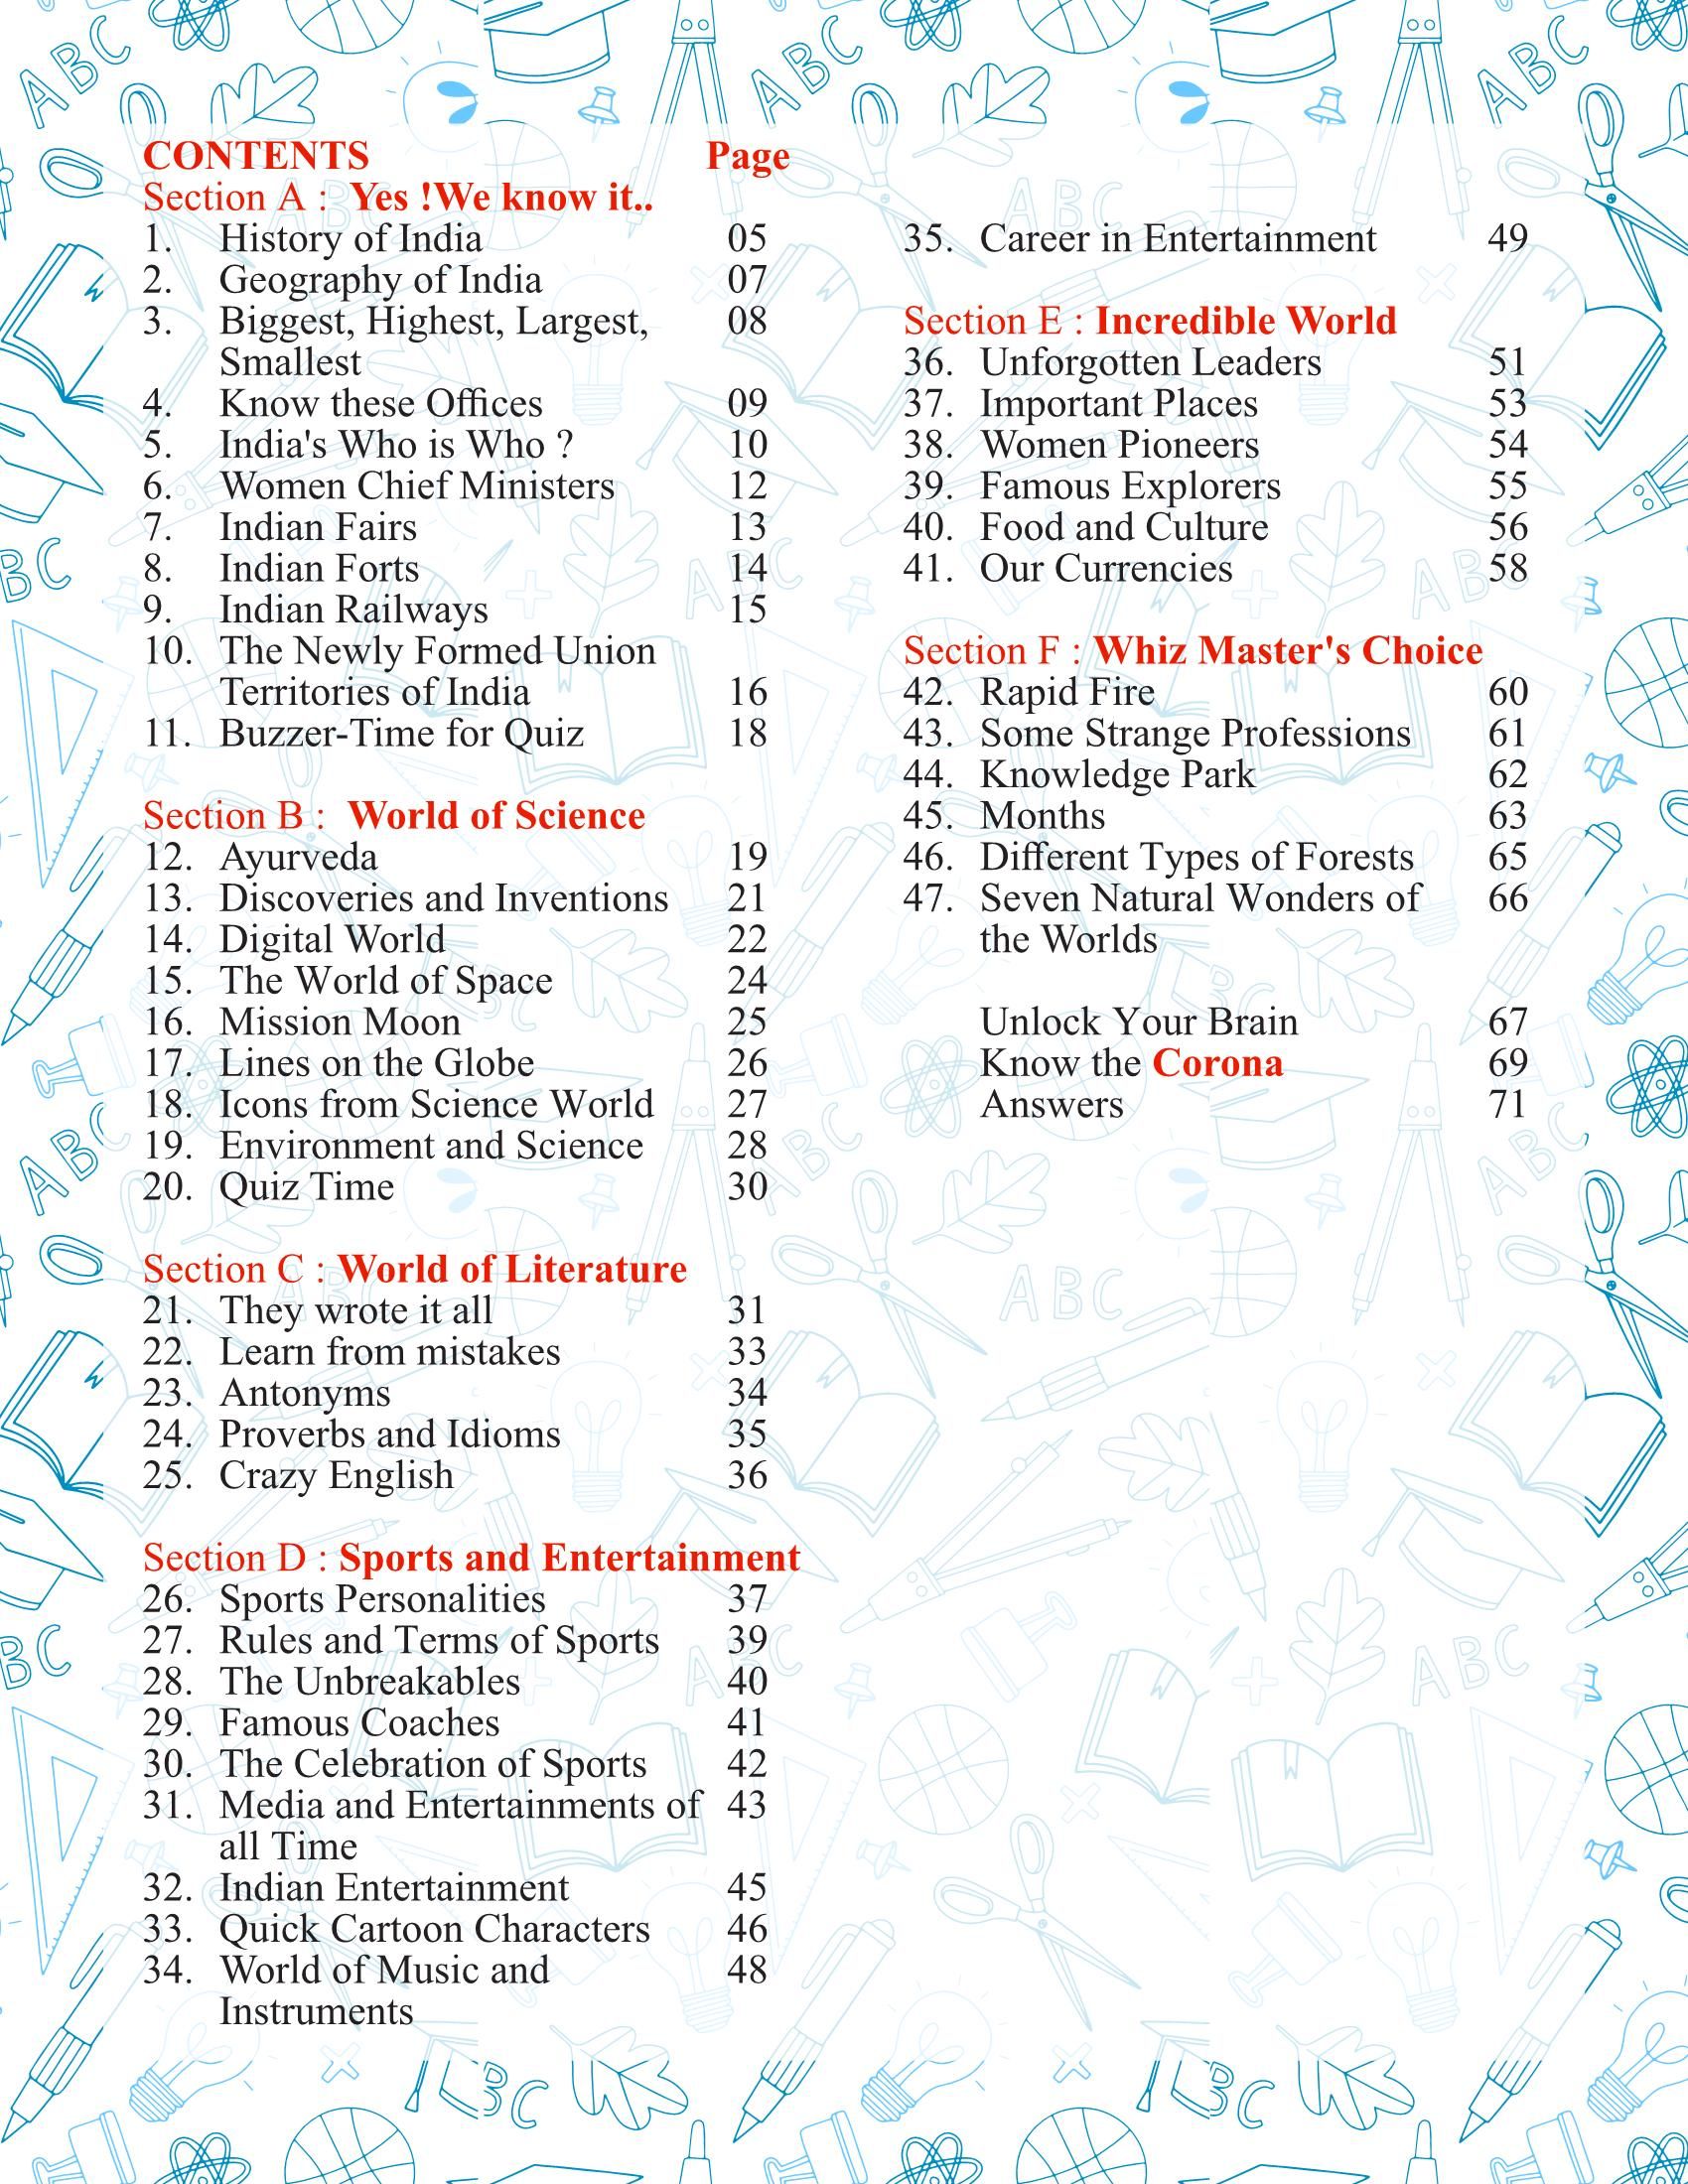 CONTENTS Page
Section A : Yes !We know it..
1. History of India 05
2. Geography of India 07
3. Biggest, Highest, Largest, 08
Smallest
4. Know these Offices 09
5. India's Who is Who ? 10
6. Women Chief Ministers 12
7. Indian Fairs 13
8. Indian Forts 14
9. Indian Railways 15
10. The Newly Formed Union
Territories of India 16
11. Buzzer-Time for Quiz 18
Section B : World of Science
12. Ayurveda 19
13. Discoveries and Inventions 21
14. Digital World 22
15. The World of Space 24
16. Mission Moon 25
17. Lines on the Globe 26
18. Icons from Science World 27
19. Environment and Science 28
20. Quiz Time 30
Section C : World of Literature
21. They wrote it all 31
22. Learn from mistakes 33
23. Antonyms 34
24. Proverbs and Idioms 35
25. Crazy English 36
Section D : Sports and Entertainment
26. Sports Personalities 37
27. Rules and Terms of Sports 39
28. The Unbreakables 40
29. Famous Coaches 41
30. The Celebration of Sports 42
31. Media and Entertainments of 43
all Time
32. Indian Entertainment 45
33. Quick Cartoon Characters 46
34. World of Music and 48
Instruments
35. Career in Entertainment 49
Section E : Incredible World
36. Unforgotten Leaders 51
37. Important Places 53
38. Women Pioneers 54
39. Famous Explorers 55
40. Food and Culture 56
41. Our Currencies 58
Section F : Whiz Master's Choice
42. Rapid Fire 60
43. Some Strange Professions 61
44. Knowledge Park 62
45. Months 63
46. Different Types of Forests 65
47. Seven Natural Wonders of 66
the Worlds
Unlock Your Brain 67
Know the Corona 69
Answers 71